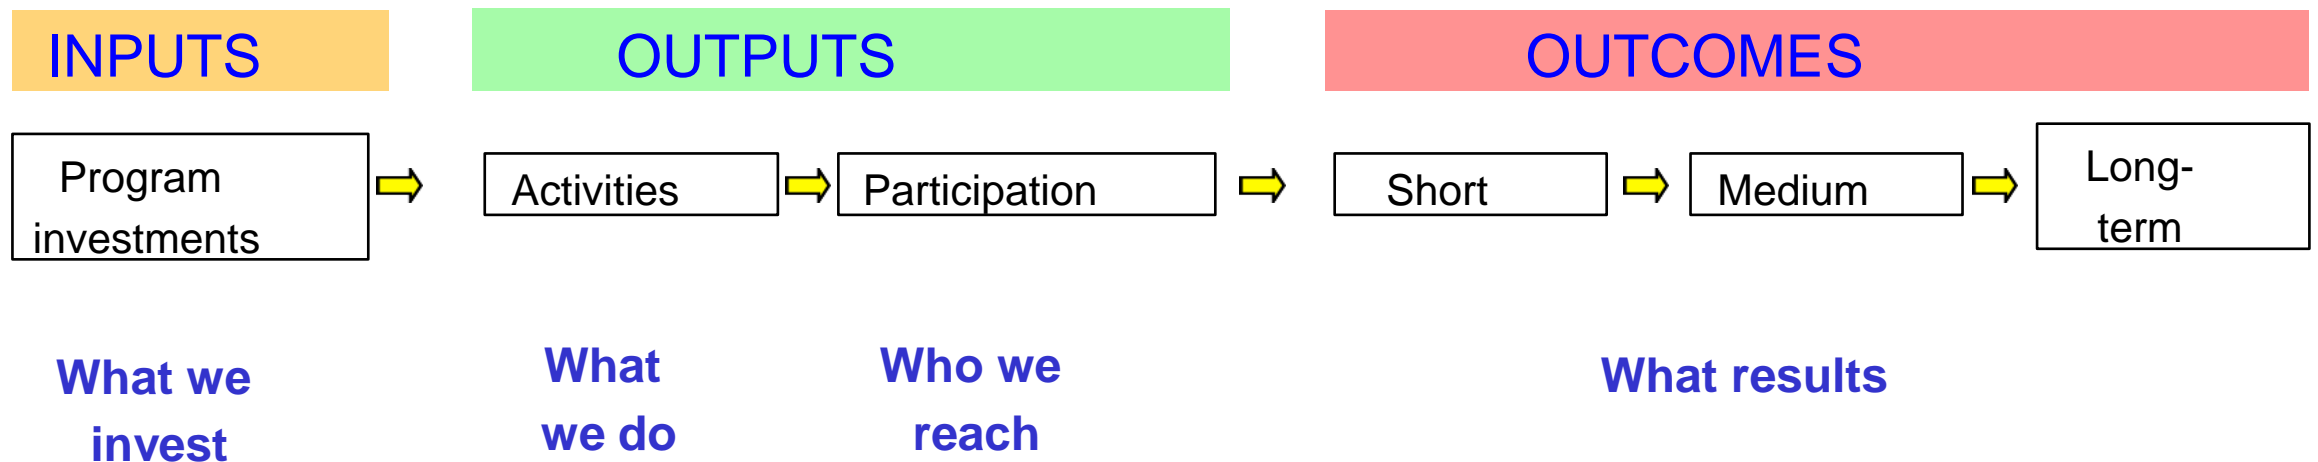 INPUTS
OUTPUTS
OUTCOMES
Program
investments
Activities
Participation
Short
Medium
Long-
term
What we
invest
What
we do
Who we
reach
What results